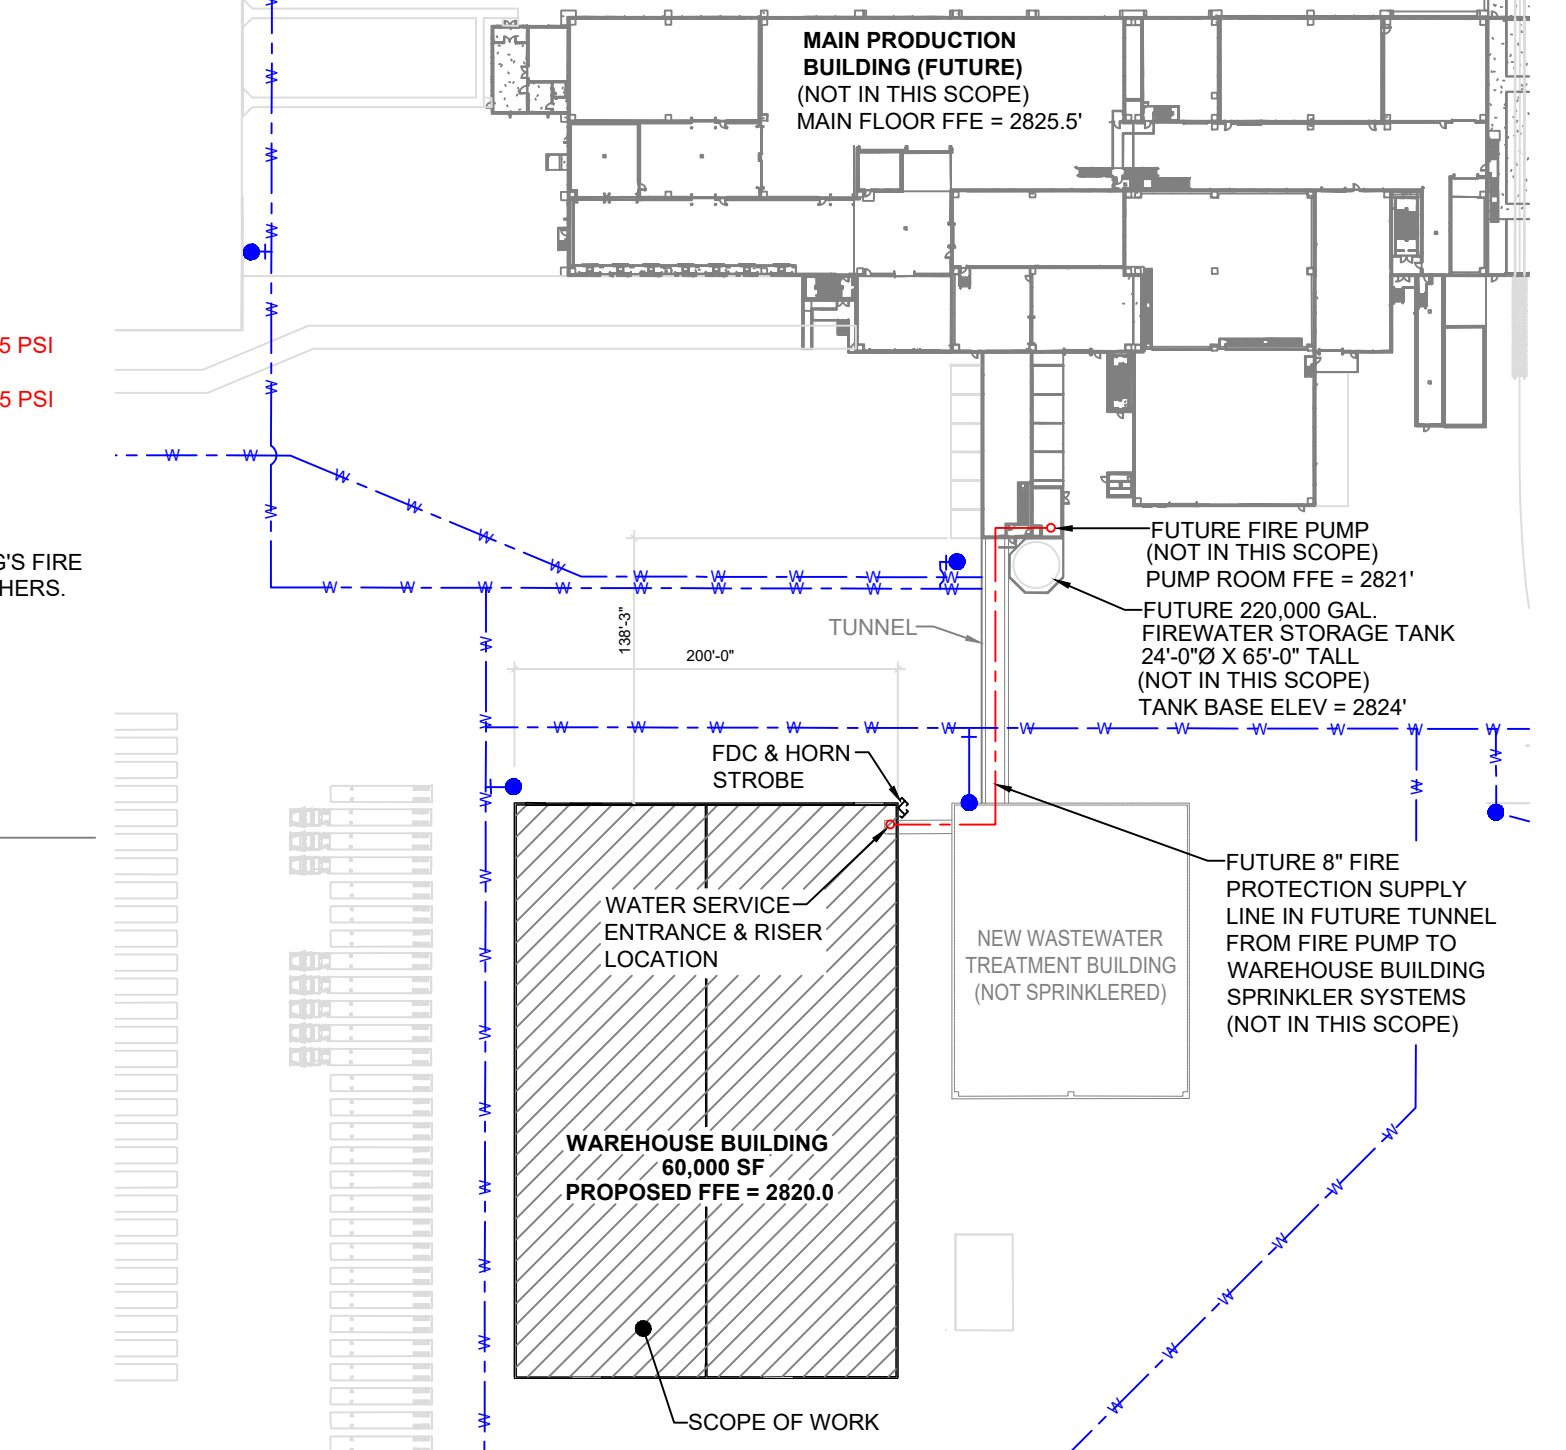 MAIN PRODUCTION
BUILDING (FUTURE)
(NOT IN THIS SCOPE)
MAIN FLOOR FFE = 2825.5'
5 PSI
5 PSI
G'S FIRE
HERS.
FUTURE FIRE PUMP
(NOT IN THIS SCOPE)
PUMP ROOM FFE = 2821'
FUTURE 220,000 GAL.
FIREWATER STORAGE TANK
24'-0"Ø X 65'-0" TALL
(NOT IN THIS SCOPE)
TANK BASE ELEV = 2824'
TUNNEL
138'-3"
200'-0"
FDC & HORN
STROBE
WATER SERVICE
ENTRANCE & RISER
LOCATION
FUTURE 8" FIRE
PROTECTION SUPPLY
LINE IN FUTURE TUNNEL
FROM FIRE PUMP TO
WAREHOUSE BUILDING
SPRINKLER SYSTEMS
(NOT IN THIS SCOPE)
NEW WASTEWATER
TREATMENT BUILDING
(NOT SPRINKLERED)
WAREHOUSE BUILDING
60,000 SF
PROPOSED FFE = 2820.0
SCOPE OF WORK
W W W W W W W W W W W W W W W W W W W W W W W W W W W W W W W W W W W W W W W W W W W W W W W W W W W W W W W